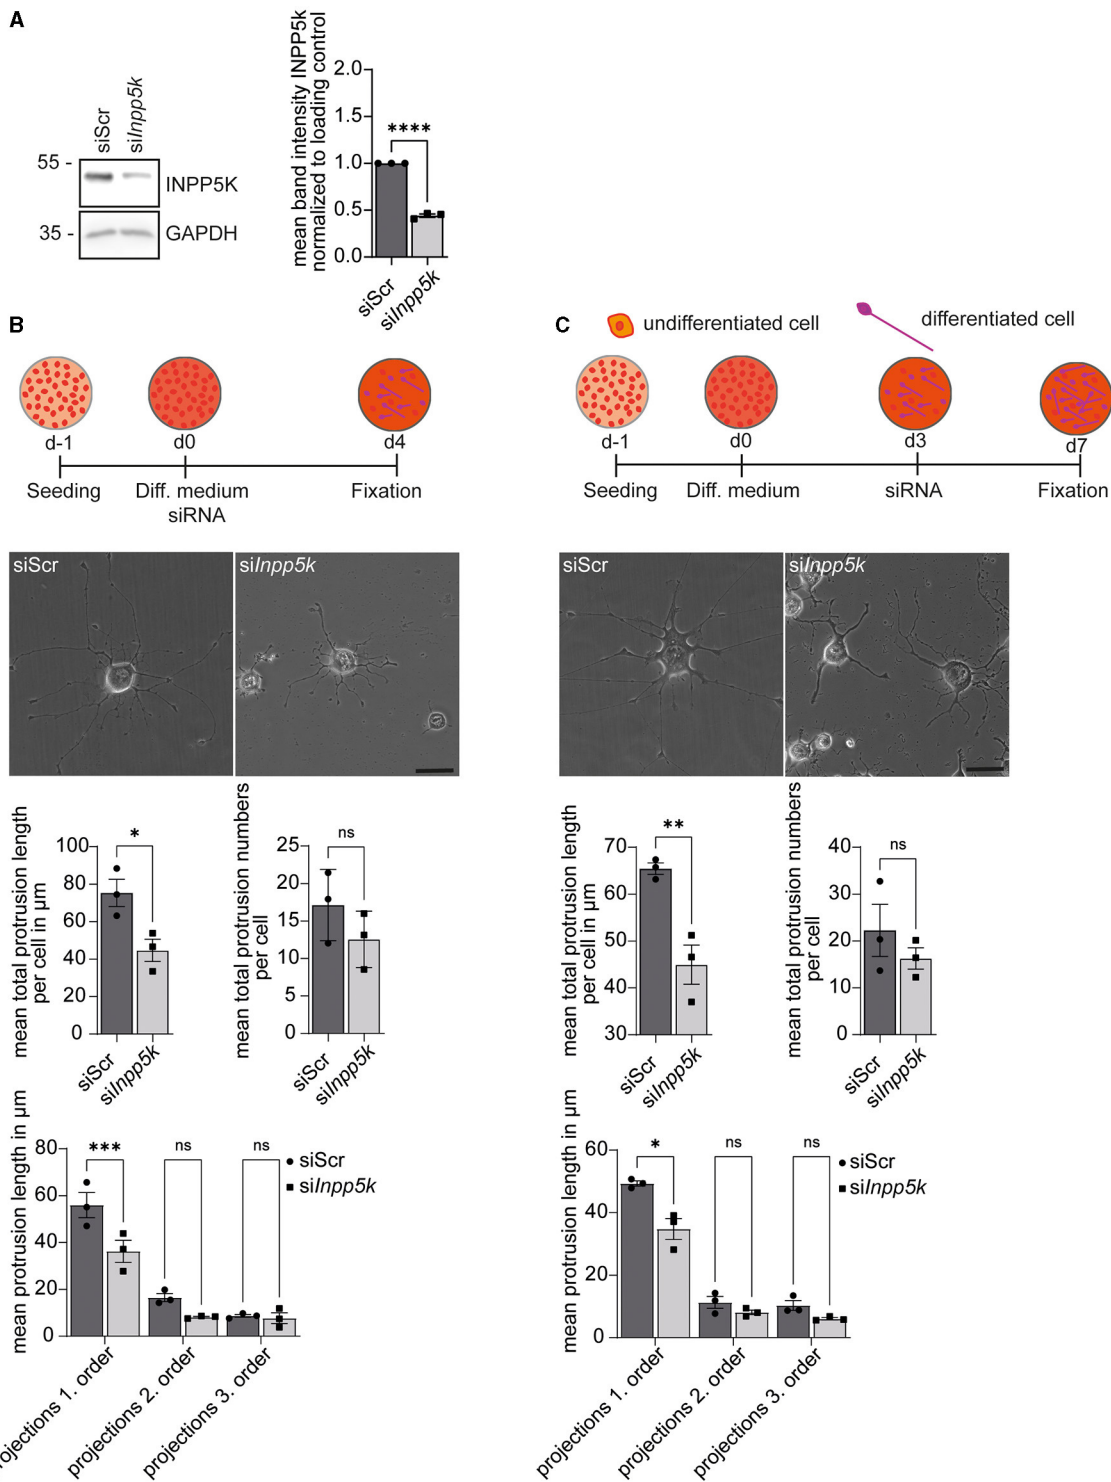 A
siScr
siInpp5k
55 -
INPP5K
35 -
GAPDH
mean band intensity INPP5k
normalized to loading control
2.0
1.5
1.0
0.5
0.0
****
siScr
siInpp5k
B
d-1
d0
d4
Seeding
Diff. medium
siRNA
Fixation
siScr
siInpp5k
mean total protrusion length
per cell in µm
100
80
60
40
20
0
*
siScr
siInpp5k
mean total protrusion numbers
per cell
25
20
15
10
5
0
ns
siScr
siInpp5k
mean protrusion length in µm
80
60
40
20
0
***
ns
ns
siScr
siInpp5k
rojections 1. order
projections 2. order
projections 3. order
C
undifferentiated cell
differentiated cell
d-1
d0
d3
d7
Seeding
Diff. medium
siRNA
Fixation
siScr
siInpp5k
mean total protrusion length
per cell in µm
70
60
50
40
30
**
siScr
siInpp5k
mean total protrusion numbers
per cell
40
30
20
10
0
ns
siScr
siInpp5k
mean protrusion length in µm
60
40
20
0
*
ns
ns
siScr
siInpp5k
projections 1. order
projections 2. order
projections 3. order